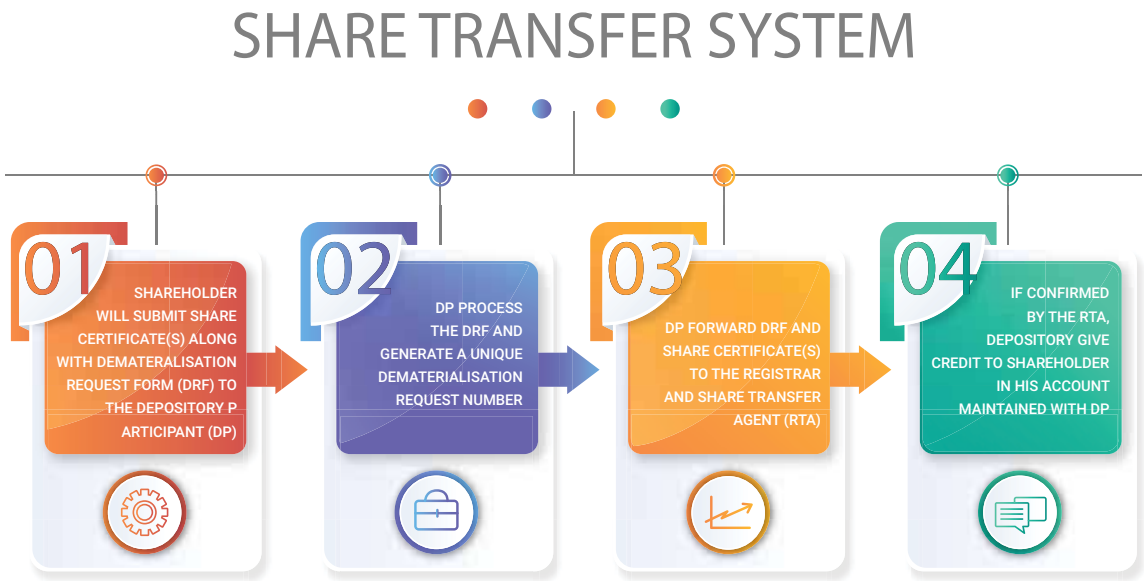 SHARE TRANSFER SYSTEM
01
SHAREHOLDER
WILL SUBMIT SHARE
CERTIFICATE(S) ALONG
WITH DEMATERALISATION
REQUEST FORM (DRF) TO
THE DEPOSITORY P
ARTICIPANT (DP)
02
DP PROCESS
THE DRF AND
GENERATE A UNIQUE
DEMATERIALISATION
REQUEST NUMBER
03
DP FORWARD DRF AND
SHARE CERTIFICATE(S)
TO THE REGISTRAR
AND SHARE TRANSFER
AGENT (RTA)
04
IF CONFIRMED
BY THE RTA,
DEPOSITORY GIVE
CREDIT TO SHAREHOLDER
IN HIS ACCOUNT
MAINTAINED WITH DP